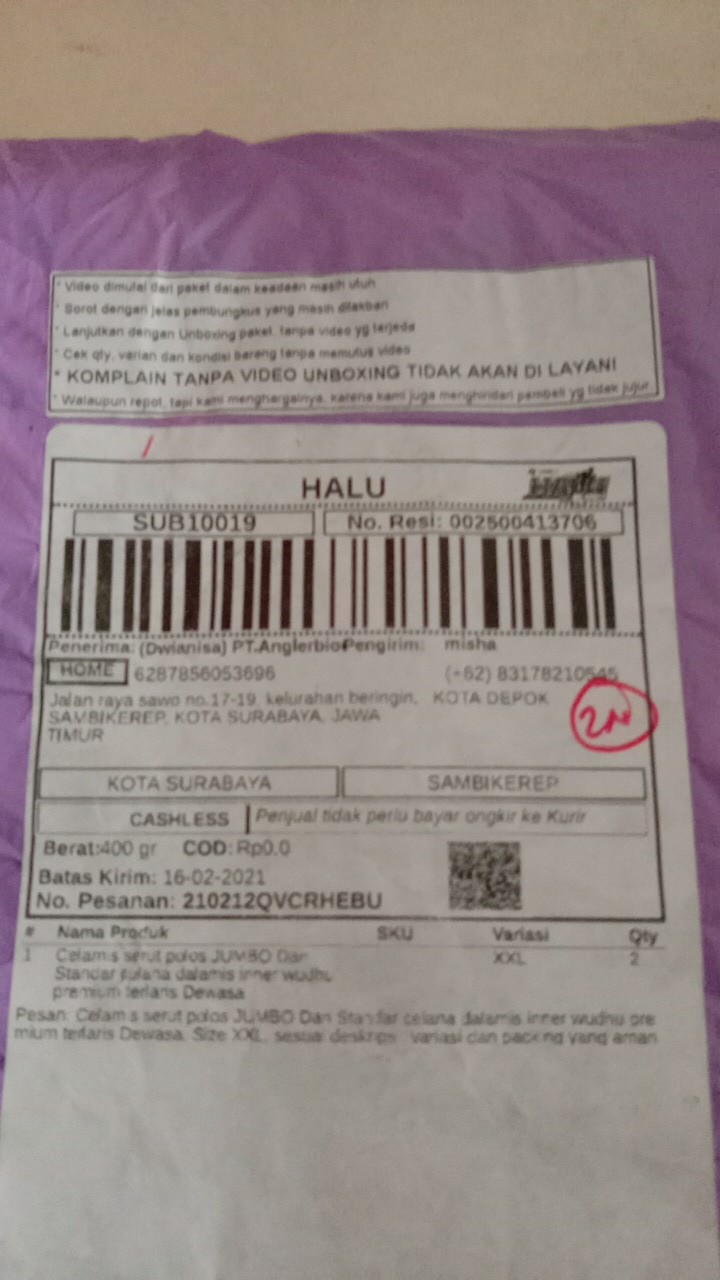 * Video dimulai dari paket dalam keadaan masih utuh
* Sorot dengan jelas pembungkus yang masih dilakban
* Lanjutkan dengan Unboxing paket, tanpa video yg terjeda
* Cek qty, varian dan kondisi barang tanpa memutus video
* KOMPLAIN TANPA VIDEO UNBOXING TIDAK AKAN DI LAYANI
* Walaupun repot, tapi kami menghargainya, karena kami juga menghindari pembeli yg tidak jujur
HALU
SUB10019 No. Resi: 002500413706
Penerima: (Dwianisa) PT.Anglerbio Pengirim: misha
HOME 6287856053696 (+62) 83178210545
Jalan raya sawo no.17-19, kelurahan beringin, KOTA DEPOK
SAMBIKEREP, KOTA SURABAYA, JAWA
TIMUR
KOTA SURABAYA SAMBIKEREP
CASHLESS Penjual tidak perlu bayar ongkir ke Kurir
Berat:400 gr COD: Rp0.0
Batas Kirim: 16-02-2021
No. Pesanan: 210212QVCRHEBU
# Nama Produk SKU Variasi Qty
1 Celamis serut polos JUMBO Dan XXL 2
Standar celana dalamis inner wudhu
premium terlaris Dewasa
Pesan: Celamis serut polos JUMBO Dan Standar celana dalamis inner wudhu pre
mium terlaris Dewasa, Size XXL, sesuai deskripsi, variasi dan packing yang aman